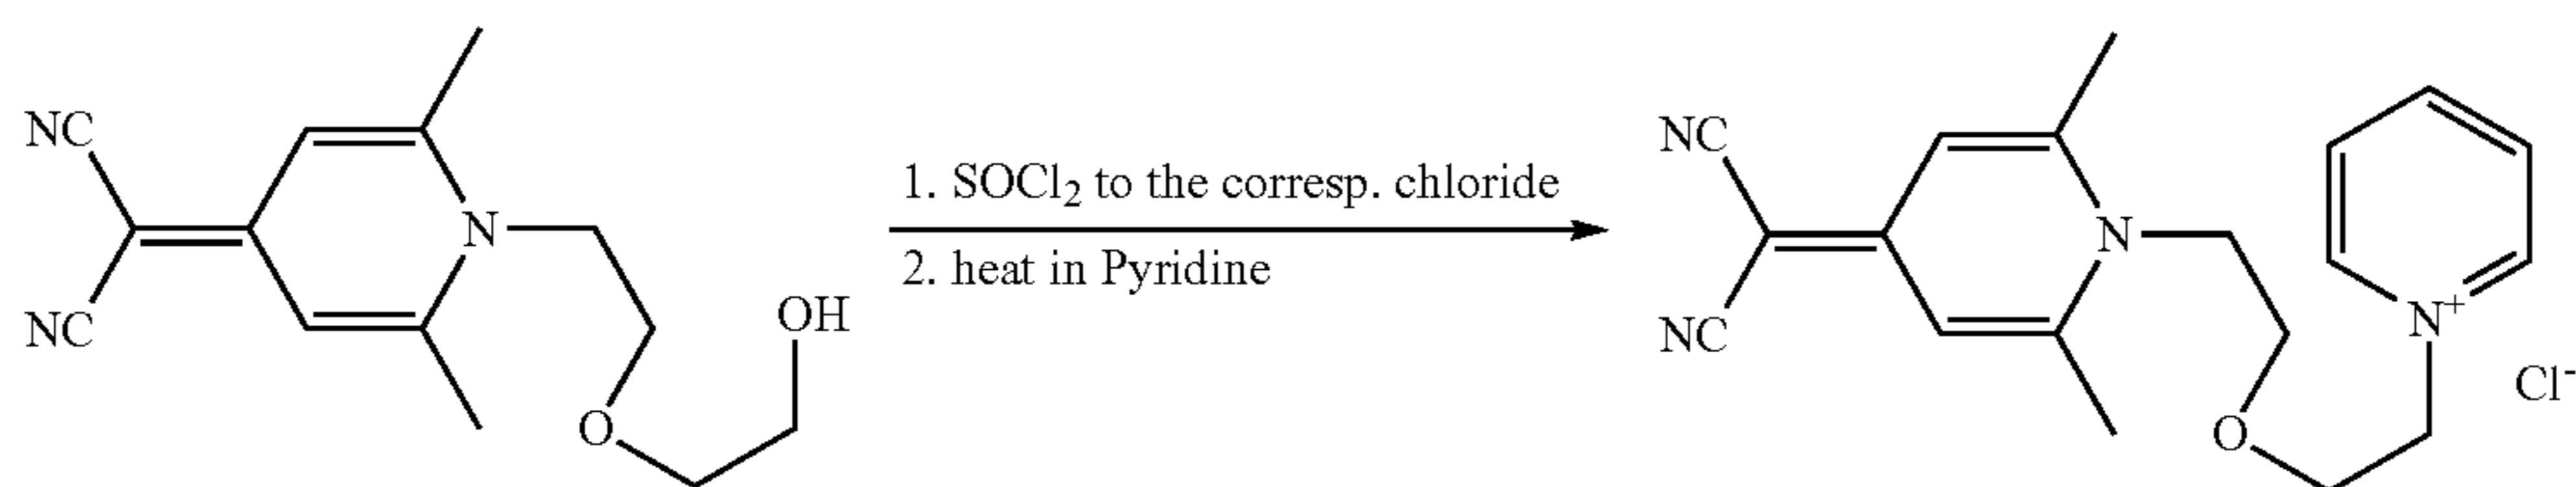 NC
NC
N
O
OH
1. SOCl2 to the corresp. chloride
2. heat in Pyridine
NC
NC
N
O
N+
Cl-